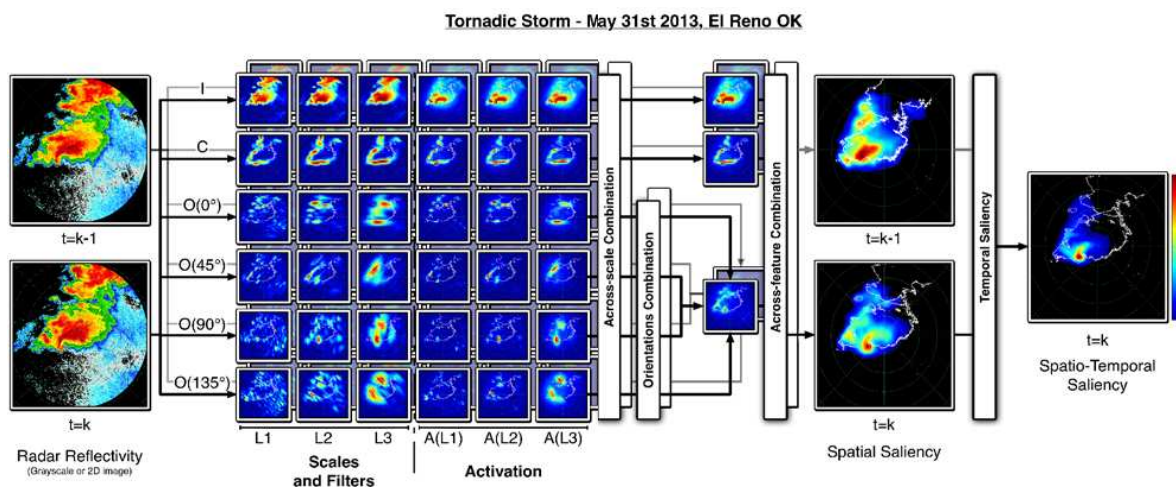 Tornadic Storm - May 31st 2013, El Reno OK
I
C
O(0°)
O(45°)
O(90°)
O(135°)
t=k-1
t=k
Radar Reflectivity
(Grayscale or 2D image)
L1 L2 L3 A(L1) A(L2) A(L3)
Scales
and Filters
Activation
Across-scale Combination
Orientations Combination
Across-feature Combination
t=k-1
t=k
Spatial Saliency
Temporal Saliency
t=k
Spatio-Temporal
Saliency